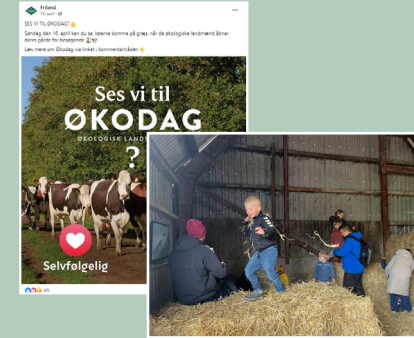 Friland
SES VI TIL ØKODAG?
Søndag den 16. april kan du se, køerne komme på græs, når de økologiske landmænd åbner
deres gårde for besøgende
Læs mere om Økodag via linket i kommentartråden
Ses vi til
ØKODAG
ØKOLOGISK LANDS
?
Selvfølgelig